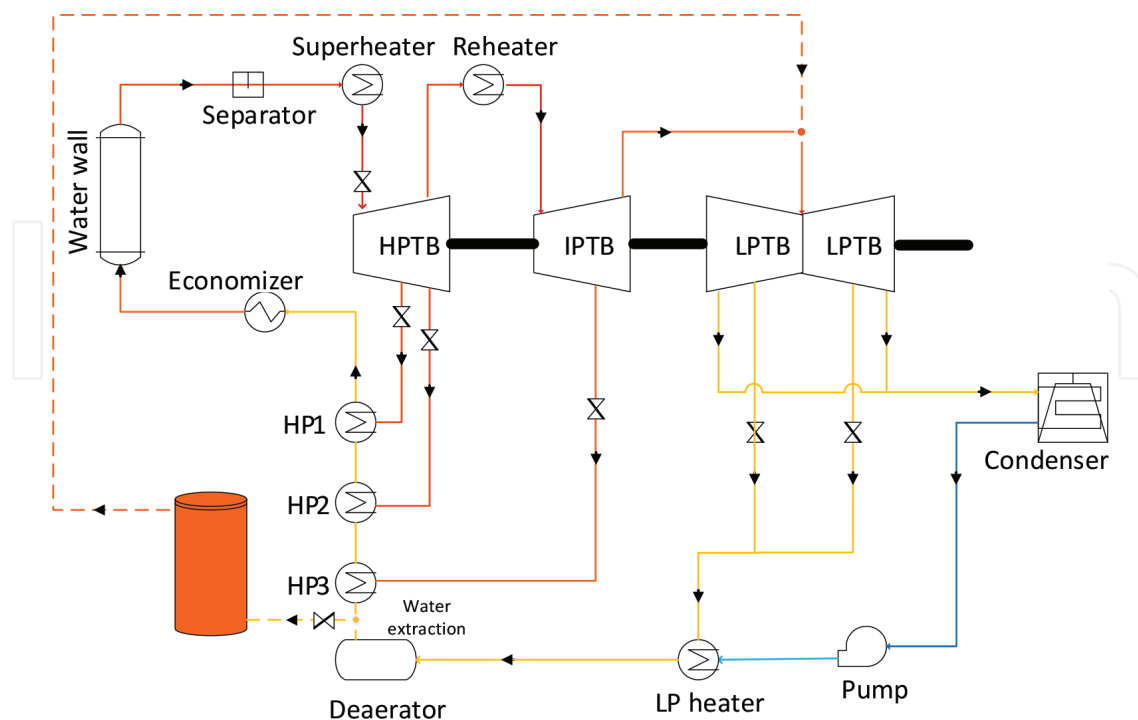 Superheater
Reheater
Separator
Water wall
HPTB
IPTB
LPTB
LPTB
Economizer
HP1
Condenser
HP2
HP3
Water
extraction
LP heater
Pump
Deaerator